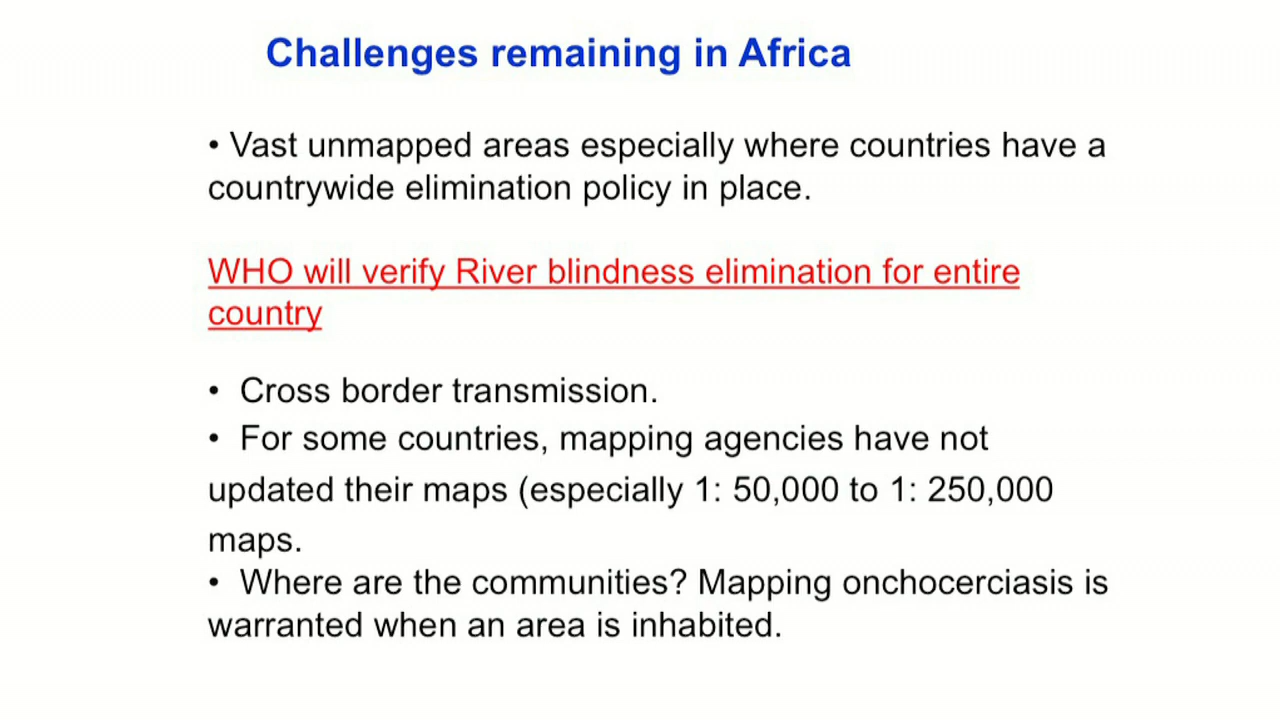 Challenges remaining in Africa
• Vast unmapped areas especially where countries have a
countrywide elimination policy in place.
WHO will verify River blindness elimination for entire
country
• Cross border transmission.
• For some countries, mapping agencies have not
updated their maps (especially 1: 50,000 to 1: 250,000
maps.
• Where are the communities? Mapping onchocerciasis is
warranted when an area is inhabited.